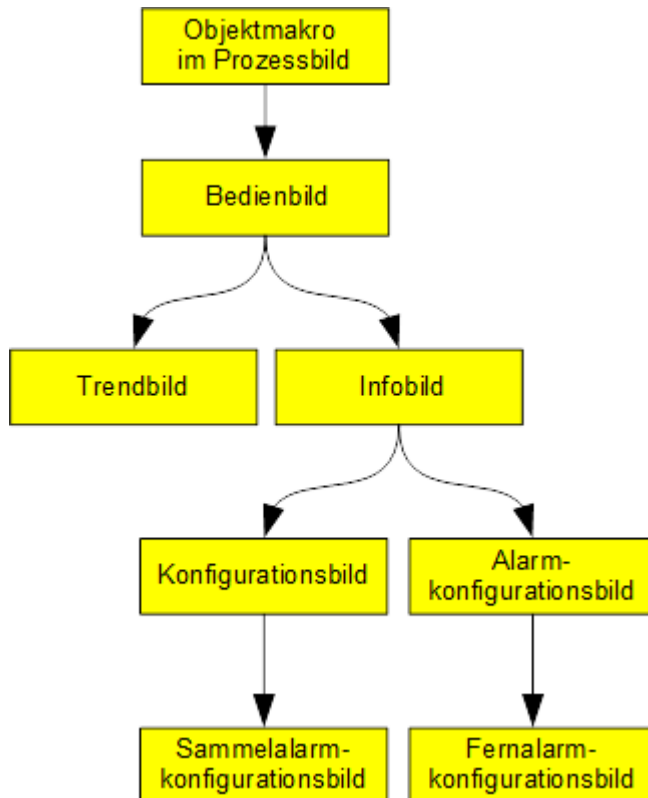 Objektmakro
im Prozessbild
Bedienbild
Trendbild
Infobild
Konfigurationsbild
Alarm-
konfigurationsbild
Sammelalarm-
konfigurationsbild
Fernalarm-
konfigurationsbild